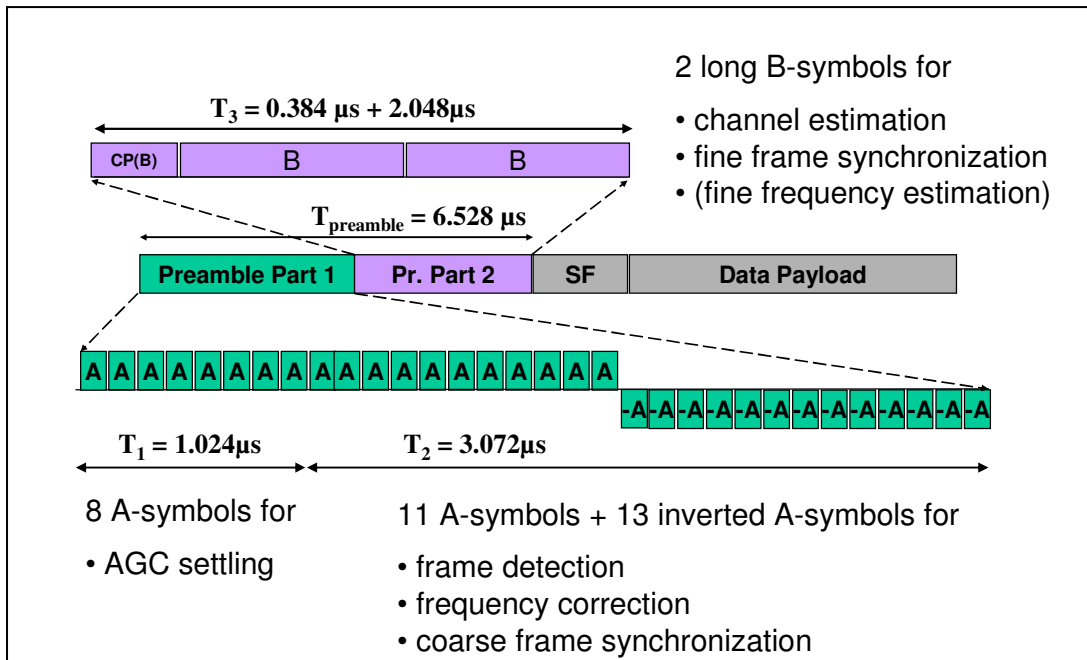 2 long B-symbols for
T3 = 0.384 µs + 2.048µs
• channel estimation
CP(B) B B
• fine frame synchronization
• (fine frequency estimation)
Tpreamble = 6.528 µs
Preamble Part 1 Pr. Part 2 SF Data Payload
A A A A A A A A A A A A A A A A A A A
-A -A -A -A -A -A -A -A -A -A -A -A -A
T1 = 1.024µs T2 = 3.072µs
8 A-symbols for
• AGC settling
11 A-symbols + 13 inverted A-symbols for
• frame detection
• frequency correction
• coarse frame synchronization